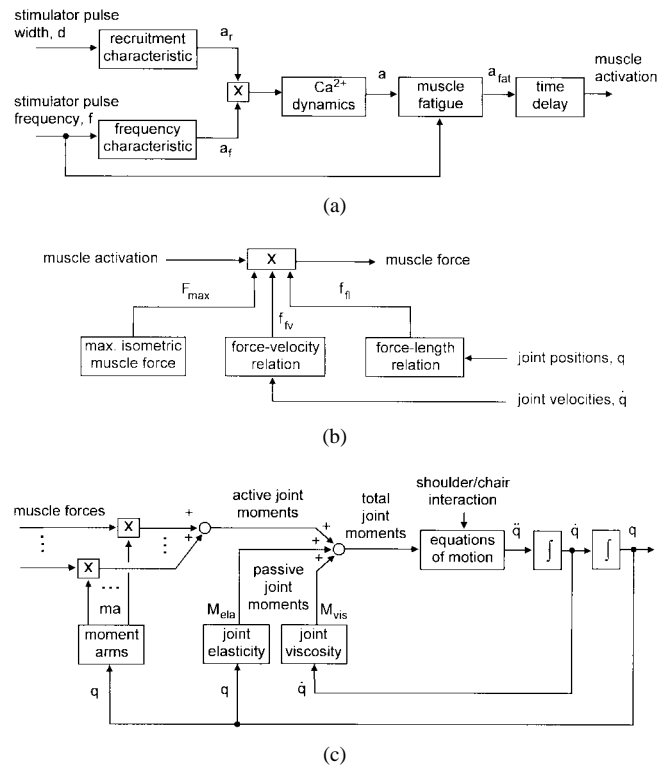 stimulator pulse
width, d
recruitment
characteristic
a_r
stimulator pulse
frequency, f
frequency
characteristic
a_f
X
Ca²⁺
dynamics
a
muscle
fatigue
a_fat
time
delay
muscle
activation
(a)
muscle activation
X
muscle force
F_max
f_fv
f_fl
max. isometric
muscle force
force-velocity
relation
force-length
relation
joint positions, q
joint velocities, q̇
(b)
muscle forces
X
X
...
ma
moment
arms
q
+
+
active joint
moments
passive
joint
moments
M_ela
joint
elasticity
q
M_vis
joint
viscosity
q̇
+
+
+
total
joint
moments
shoulder/chair
interaction
equations
of motion
q̈
∫
q̇
∫
q
(c)